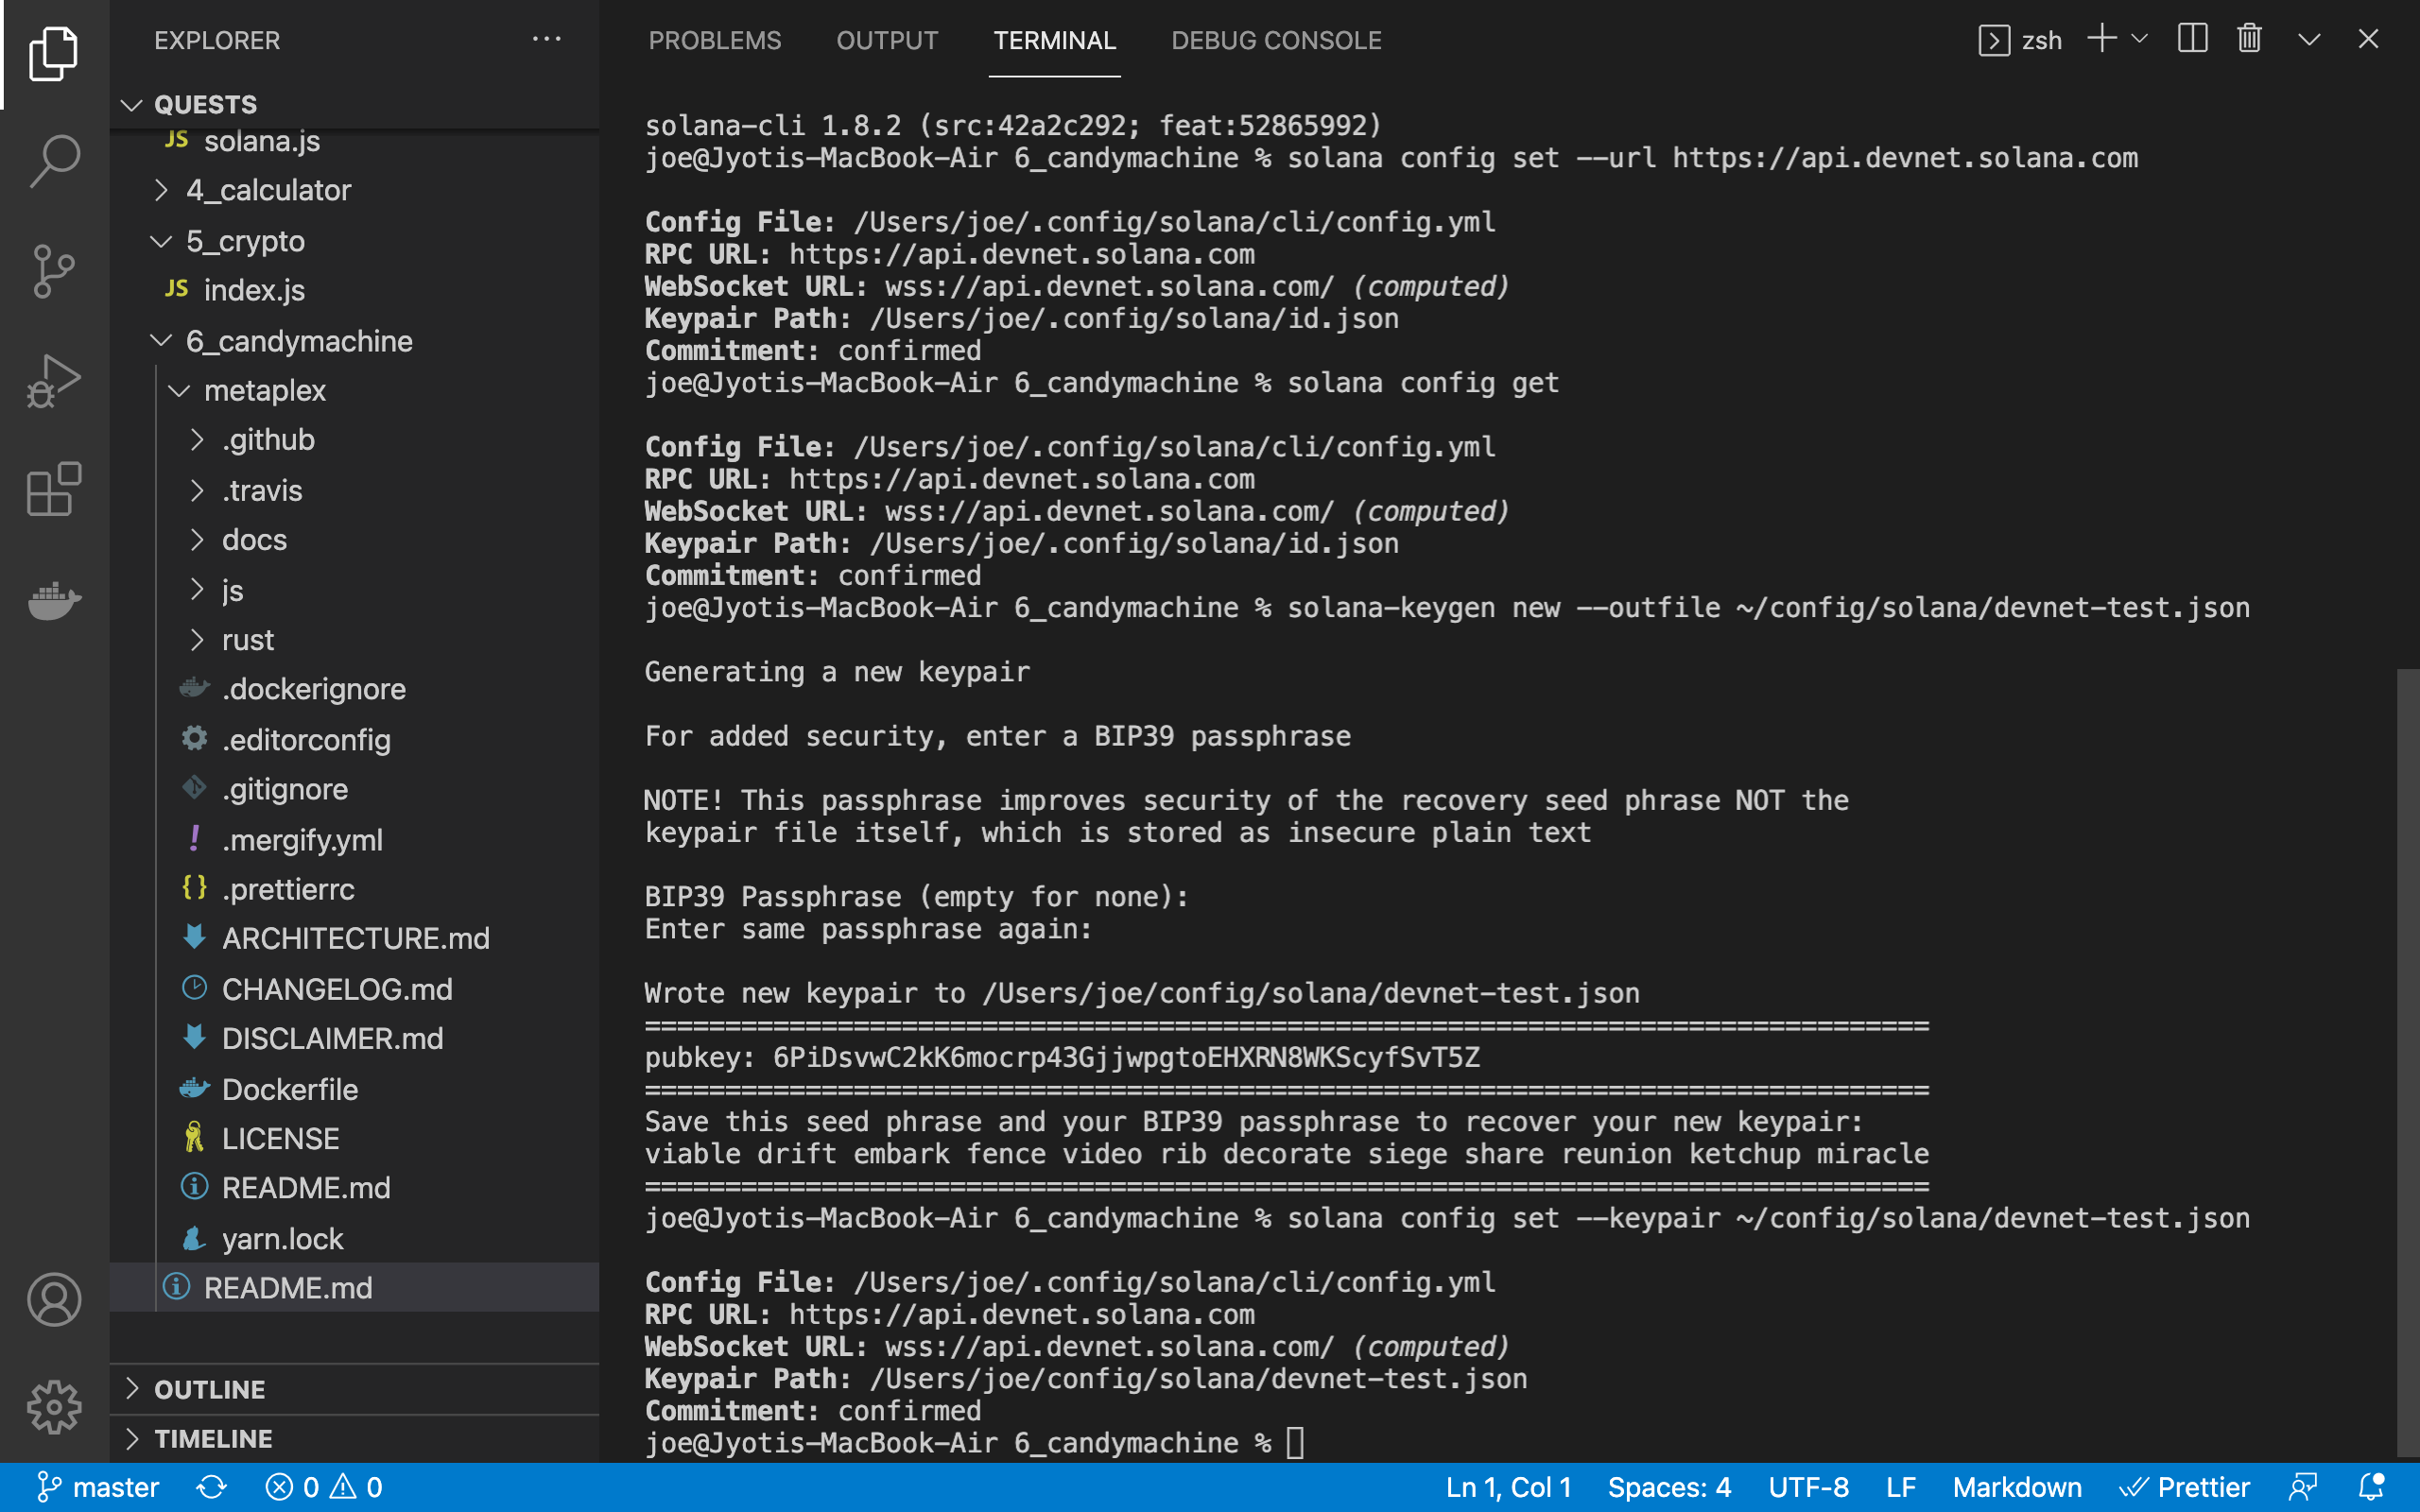 EXPLORER
QUESTS
JS solana.js
4_calculator
5_crypto
JS index.js
6_candymachine
metaplex
.github
.travis
docs
js
rust
.dockerignore
.editorconfig
.gitignore
! .mergify.yml
{} .prettierrc
ARCHITECTURE.md
CHANGELOG.md
DISCLAIMER.md
Dockerfile
LICENSE
README.md
yarn.lock
README.md
OUTLINE
TIMELINE
PROBLEMS OUTPUT TERMINAL DEBUG CONSOLE zsh
solana-cli 1.8.2 (src:42a2c292; feat:52865992)
joe@Jyotis-MacBook-Air 6_candymachine % solana config set --url https://api.devnet.solana.com
Config File: /Users/joe/.config/solana/cli/config.yml
RPC URL: https://api.devnet.solana.com
WebSocket URL: wss://api.devnet.solana.com/ (computed)
Keypair Path: /Users/joe/.config/solana/id.json
Commitment: confirmed
joe@Jyotis-MacBook-Air 6_candymachine % solana config get
Config File: /Users/joe/.config/solana/cli/config.yml
RPC URL: https://api.devnet.solana.com
WebSocket URL: wss://api.devnet.solana.com/ (computed)
Keypair Path: /Users/joe/.config/solana/id.json
Commitment: confirmed
joe@Jyotis-MacBook-Air 6_candymachine % solana-keygen new --outfile ~/config/solana/devnet-test.json
Generating a new keypair
For added security, enter a BIP39 passphrase
NOTE! This passphrase improves security of the recovery seed phrase NOT the
keypair file itself, which is stored as insecure plain text
BIP39 Passphrase (empty for none):
Enter same passphrase again:
Wrote new keypair to /Users/joe/config/solana/devnet-test.json
================================================================================
pubkey: 6PiDsvwC2kK6mocrp43GjjwpgtoEHXRN8WKScyfSvT5Z
================================================================================
Save this seed phrase and your BIP39 passphrase to recover your new keypair:
viable drift embark fence video rib decorate siege share reunion ketchup miracle
================================================================================
joe@Jyotis-MacBook-Air 6_candymachine % solana config set --keypair ~/config/solana/devnet-test.json
Config File: /Users/joe/.config/solana/cli/config.yml
RPC URL: https://api.devnet.solana.com
WebSocket URL: wss://api.devnet.solana.com/ (computed)
Keypair Path: /Users/joe/config/solana/devnet-test.json
Commitment: confirmed
joe@Jyotis-MacBook-Air 6_candymachine %
master 0 0 Ln 1, Col 1 Spaces: 4 UTF-8 LF Markdown Prettier